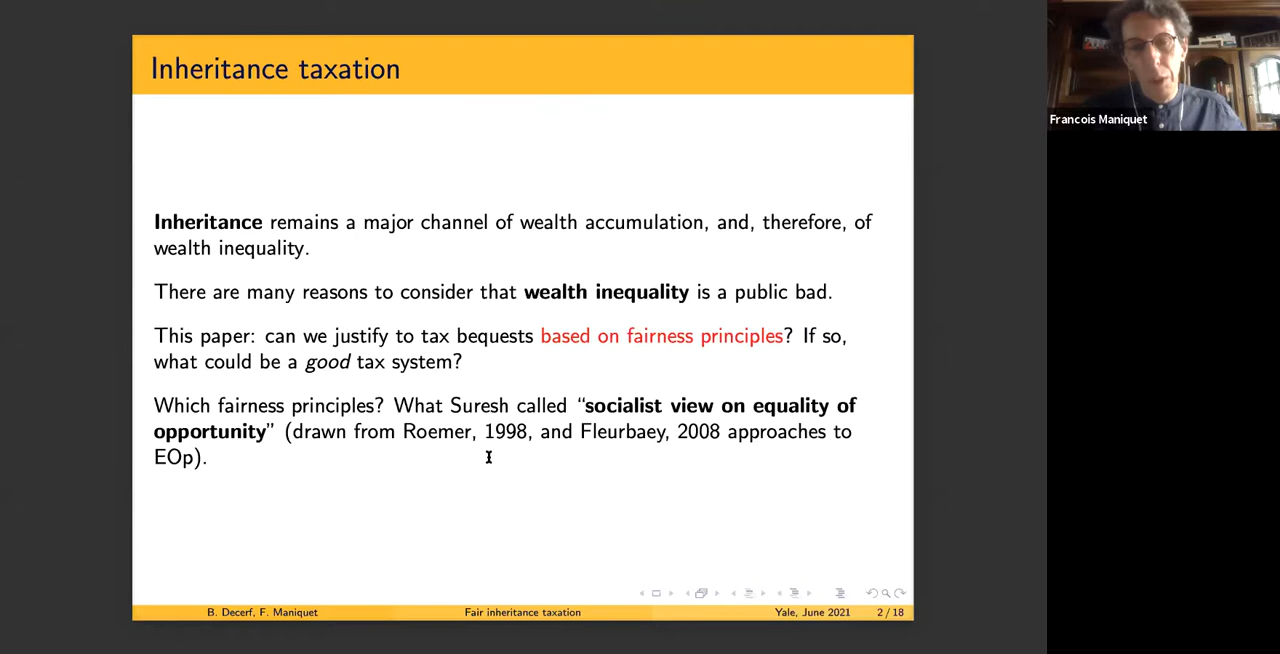 Inheritance taxation
Inheritance remains a major channel of wealth accumulation, and, therefore, of
wealth inequality.
There are many reasons to consider that wealth inequality is a public bad.
This paper: can we justify to tax bequests based on fairness principles? If so,
what could be a good tax system?
Which fairness principles? What Suresh called “socialist view on equality of
opportunity” (drawn from Roemer, 1998, and Fleurbaey, 2008 approaches to
EOp).
B. Decerf, F. Maniquet
Fair inheritance taxation
Yale, June 2021
2 / 18
Francois Maniquet